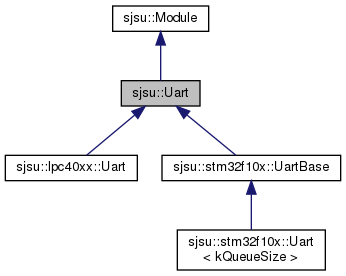 sjsu::Module
sjsu::Uart
sjsu::lpc40xx::Uart
sjsu::stm32f10x::UartBase
sjsu::stm32f10x::Uart
< kQueueSize >